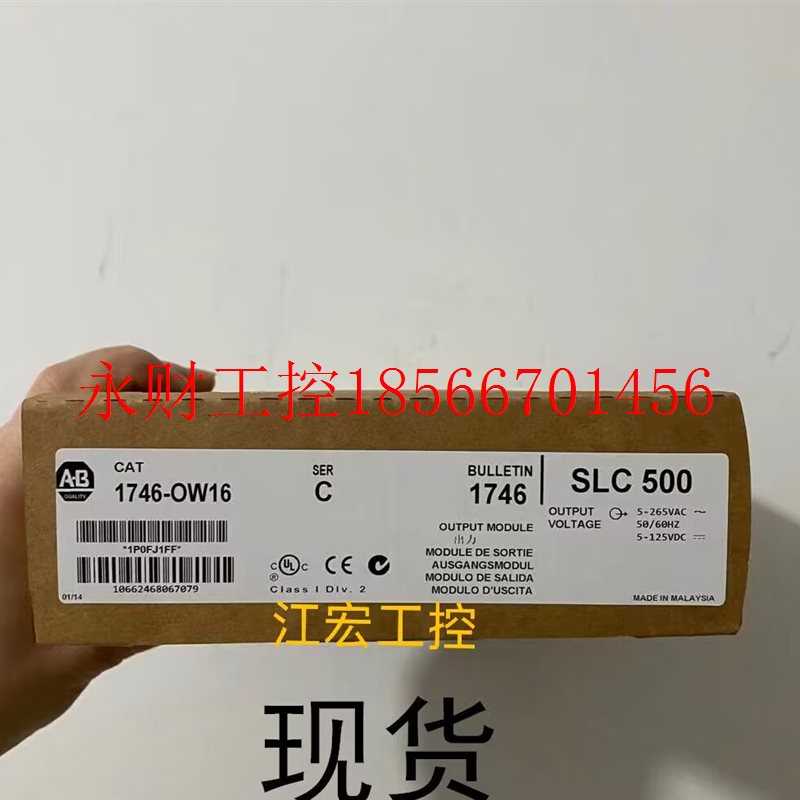 永财工控18566701456
A-B
QUALITY
CAT
1746-OW16
SER
C
BULLETIN
1746
SLC 500
OUTPUT MODULE
出力
MODULE DE SORTIE
AUSGANGSMODUL
MODULO DE SALIDA
MODULO D'USCITA
OUTPUT
VOLTAGE
5-265VAC ~
50/60HZ
5-125VDC ⎓
*1P0FJ1FF*
10662468067079
c UL US
®
Class I Div. 2
01/14
MADE IN MALAYSIA
江宏工控
现货